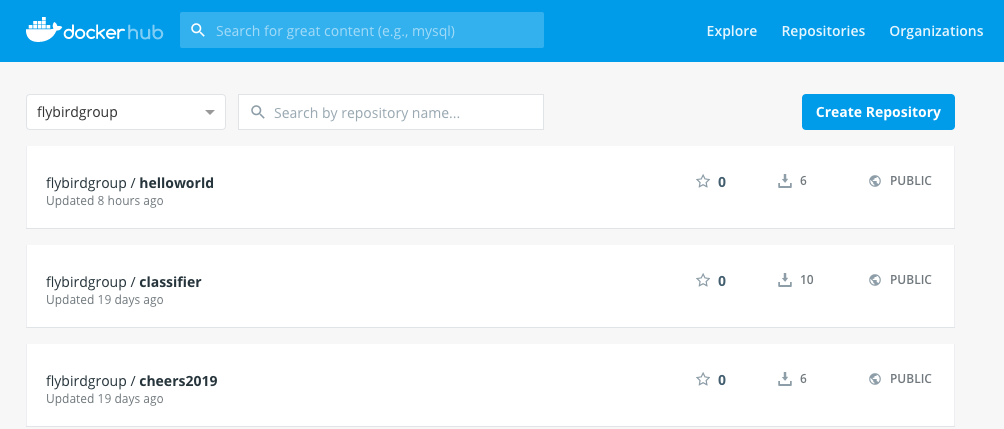 dockerhub Search for great content (e.g., mysql) Explore Repositories Organizations
flybirdgroup Search by repository name... Create Repository
flybirdgroup / helloworld 0 6 PUBLIC
Updated 8 hours ago
flybirdgroup / classifier 0 10 PUBLIC
Updated 19 days ago
flybirdgroup / cheers2019 0 6 PUBLIC
Updated 19 days ago